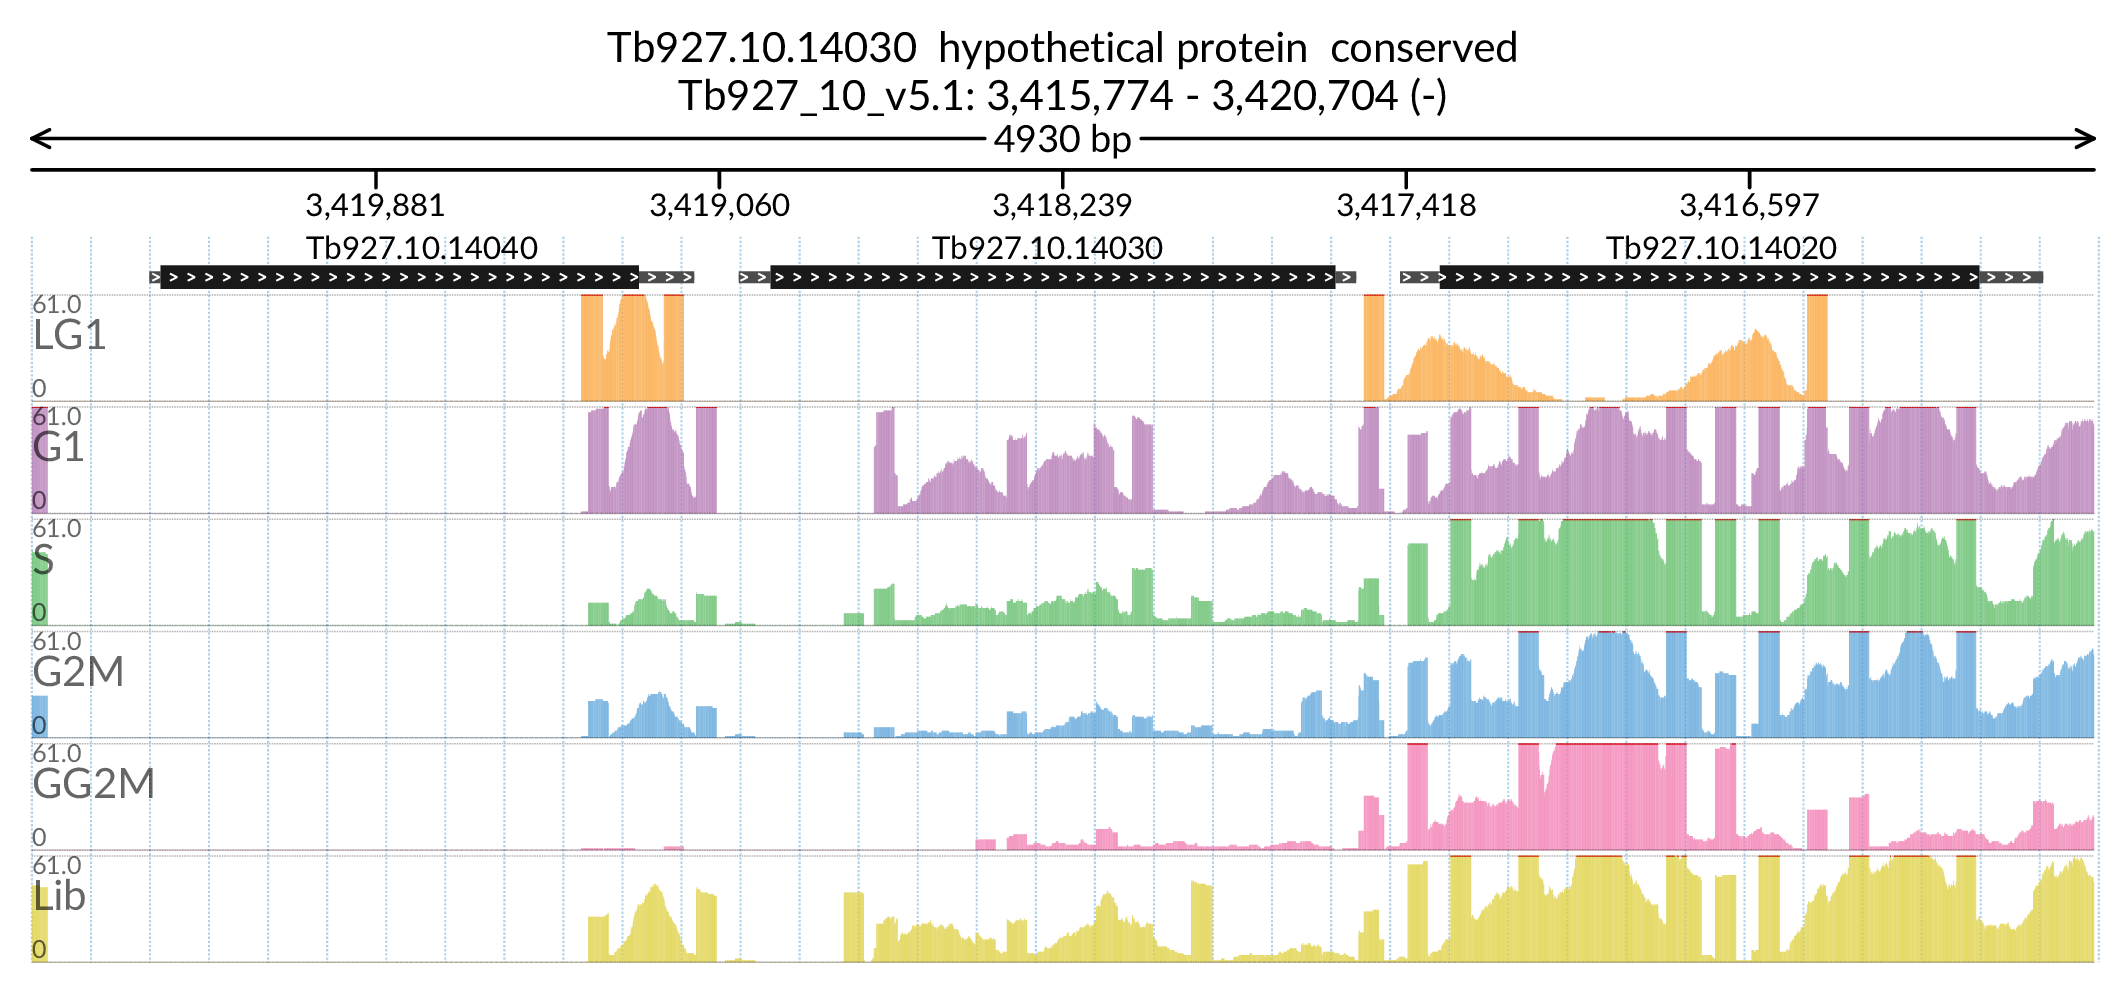 Tb927.10.14030  hypothetical protein  conserved
Tb927_10_v5.1: 3,415,774 - 3,420,704 (-)
4930 bp
3,419,881 3,419,060 3,418,239 3,417,418 3,416,597
Tb927.10.14040 Tb927.10.14030 Tb927.10.14020
61.0
LG1
0
61.0
G1
0
61.0
S
0
61.0
G2M
0
61.0
GG2M
0
61.0
Lib
0